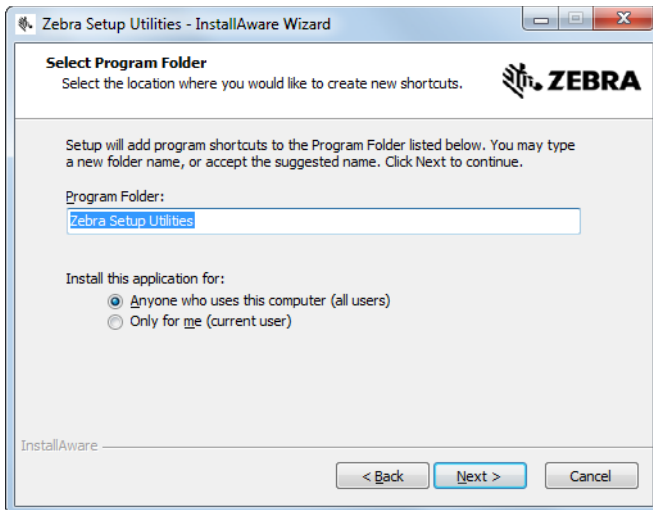 Zebra Setup Utilities - InstallAware Wizard
Select Program Folder
Select the location where you would like to create new shortcuts.
ZEBRA
Setup will add program shortcuts to the Program Folder listed below. You may type
a new folder name, or accept the suggested name. Click Next to continue.
Program Folder:
Zebra Setup Utilities
Install this application for:
Anyone who uses this computer (all users)
Only for me (current user)
InstallAware
< Back Next > Cancel